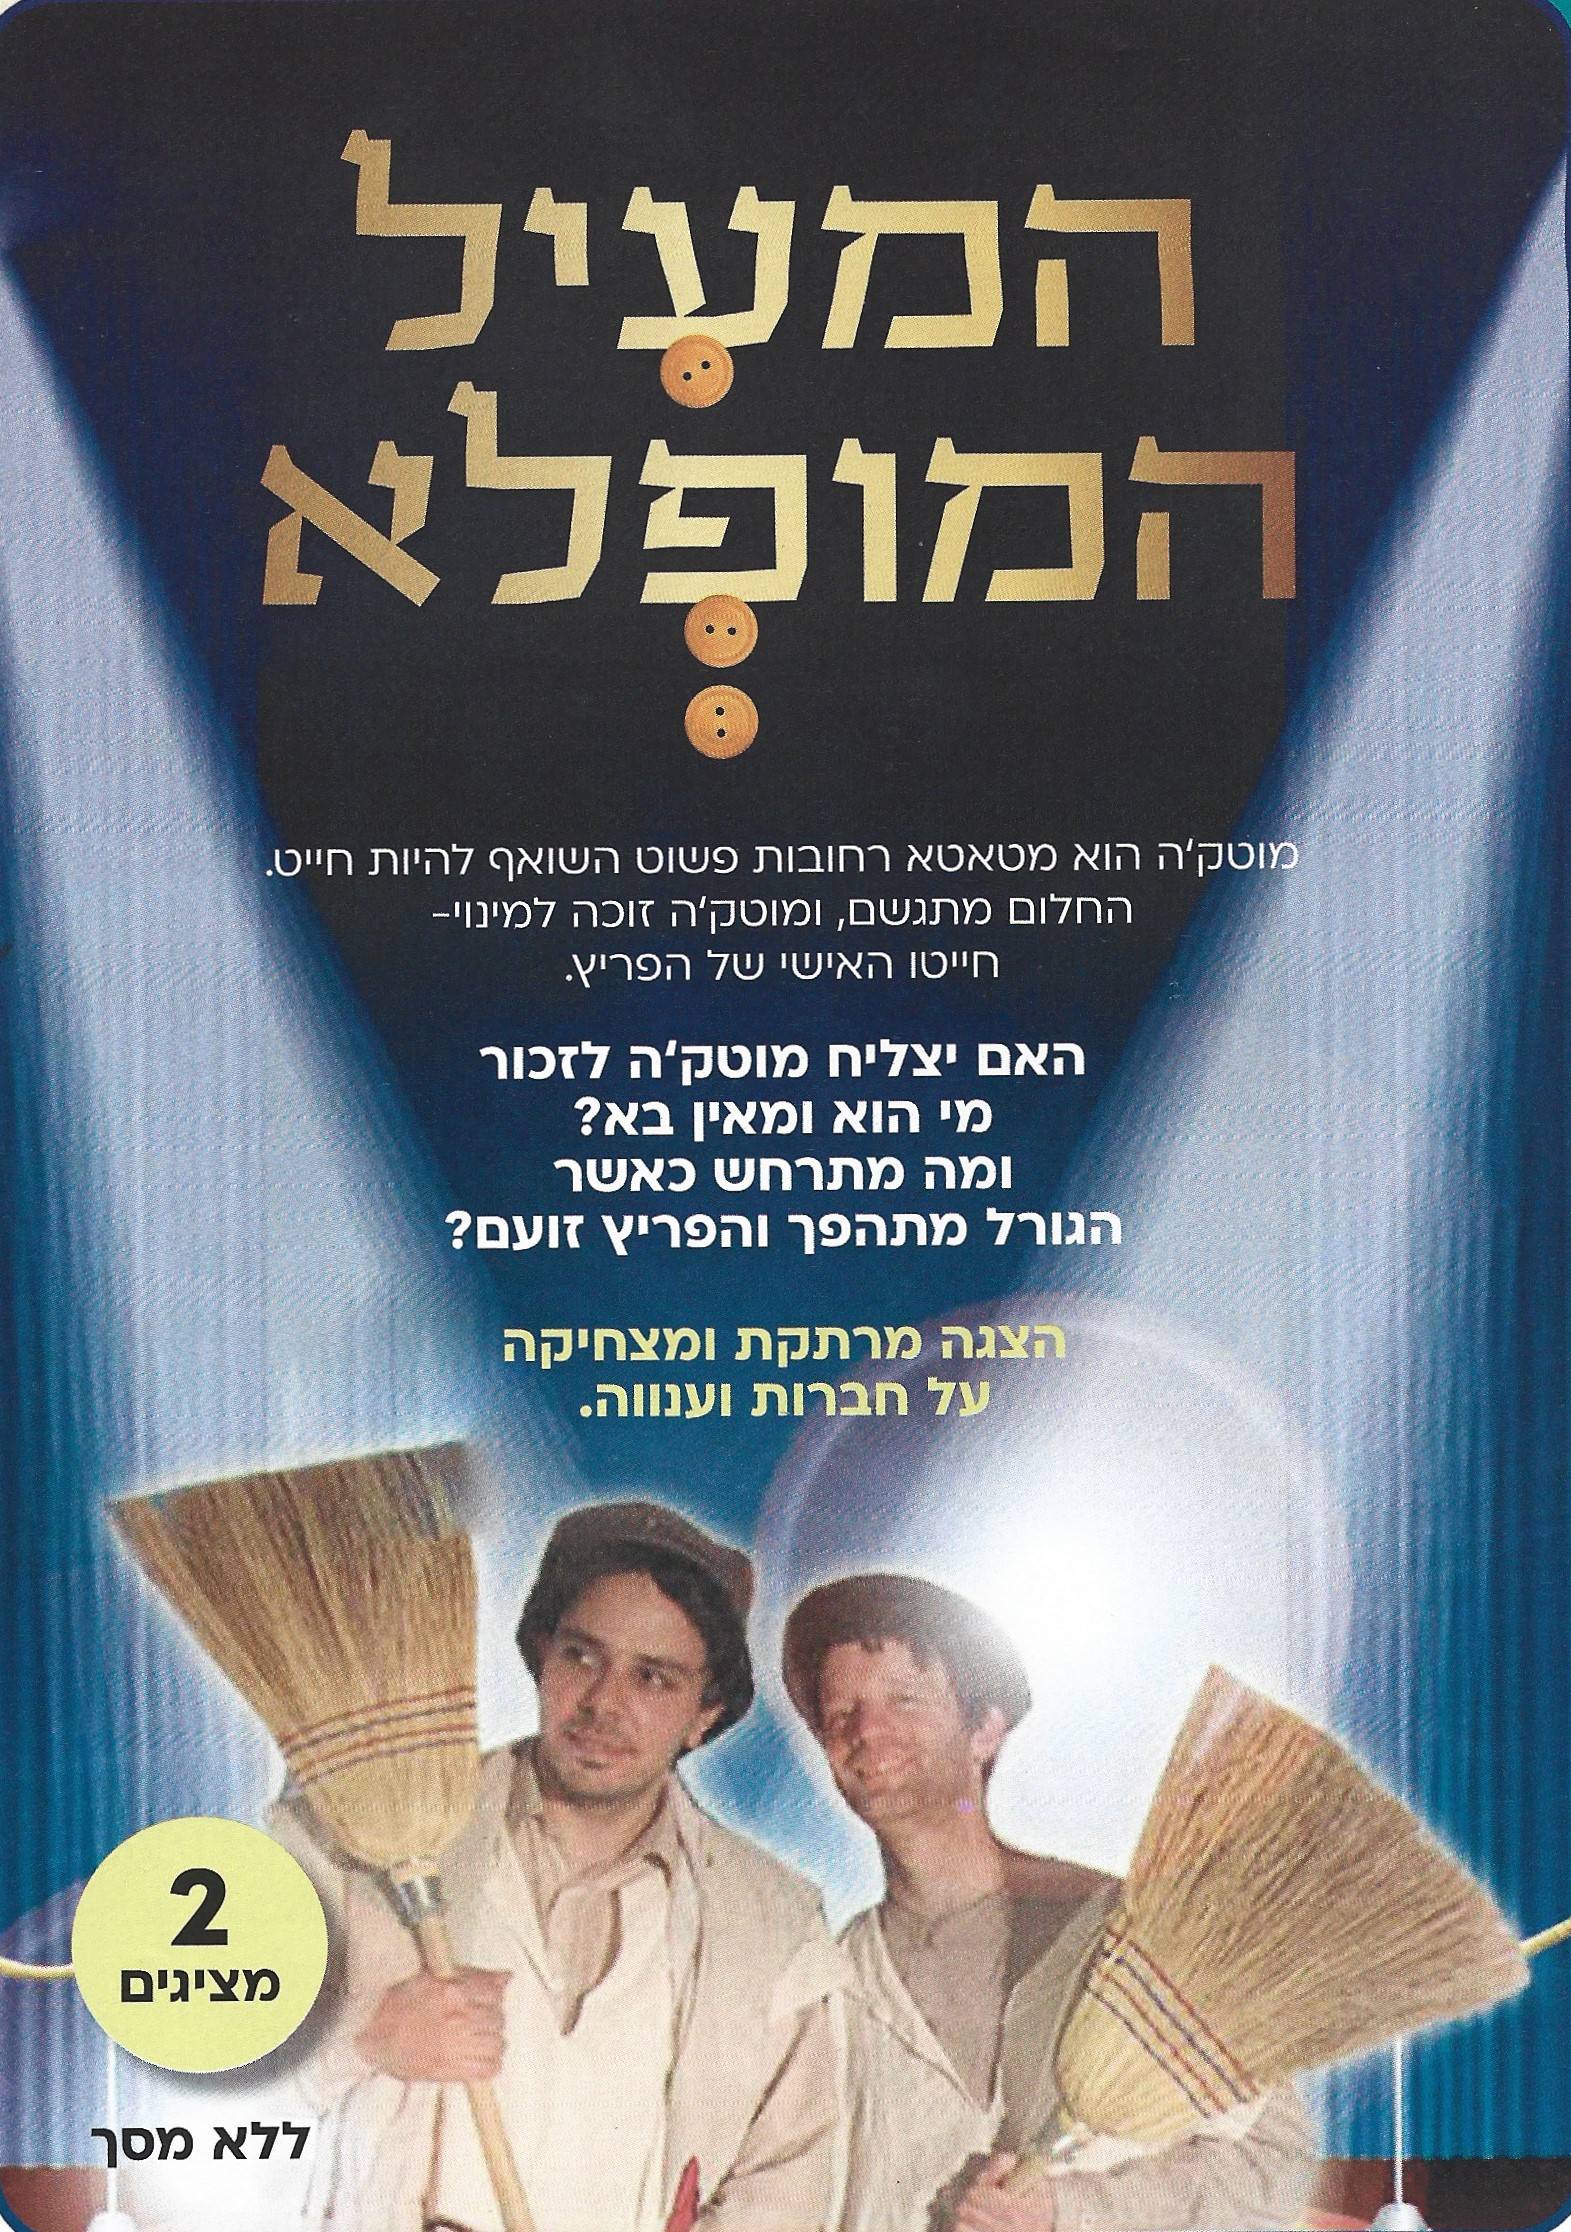 המעיל
המופלא
מוטק'ה הוא מטאטא רחובות פשוט השואף להיות חייט.
החלום מתגשם, ומוטק'ה זוכה למינוי-
חייטו האישי של הפריץ.
האם יצליח מוטק'ה לזכור
מי הוא ומאין בא?
ומה מתרחש כאשר
הגורל מתהפך והפריץ זועם?
הצגה מרתקת ומצחיקה
על חברות וענווה.
2
מציגים
ללא מסך